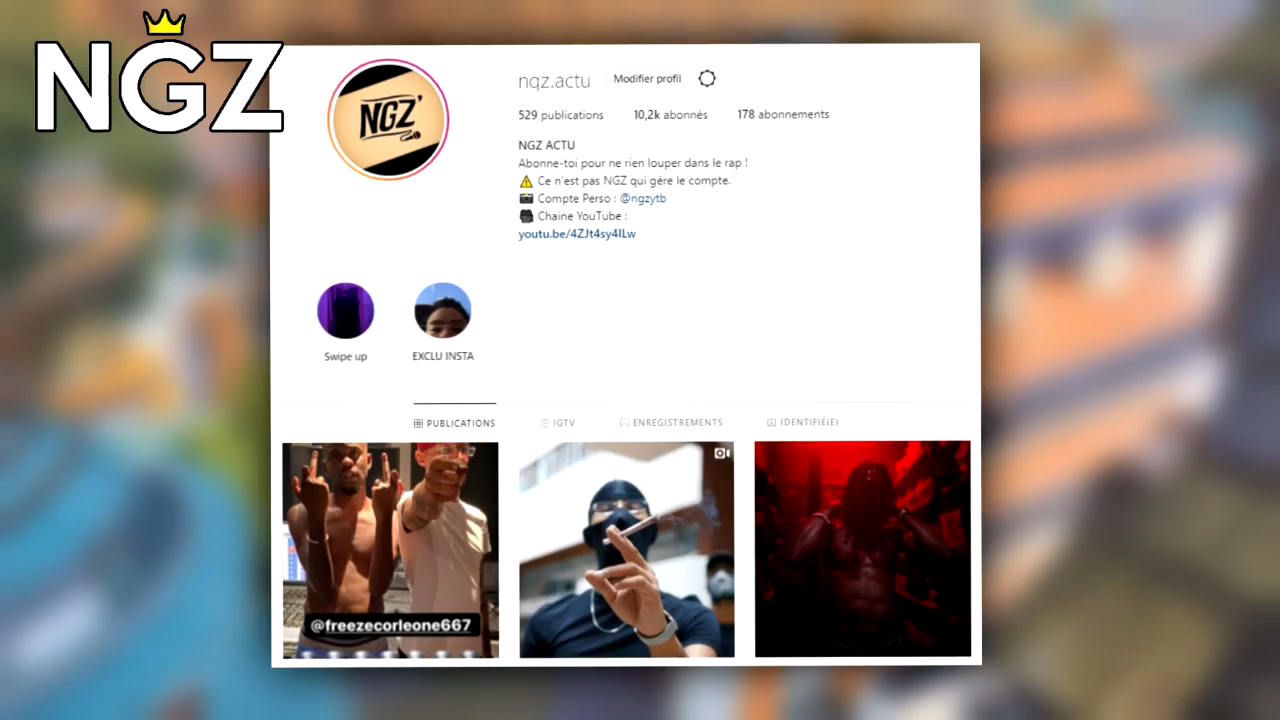 NGZ
NGZ'
nqz.actu
Modifier profil
529 publications
10,2k abonnés
178 abonnements
NGZ ACTU
Abonne-toi pour ne rien louper dans le rap !
⚠️ Ce n'est pas NGZ qui gère le compte.
📷 Compte Perso : @ngzytb
🎥 Chaine YouTube :
youtu.be/4ZJt4sy4ILw
Swipe up
EXCLU INSTA
PUBLICATIONS
IGTV
ENREGISTREMENTS
IDENTIFIÉ(E)
@freezecorleone667